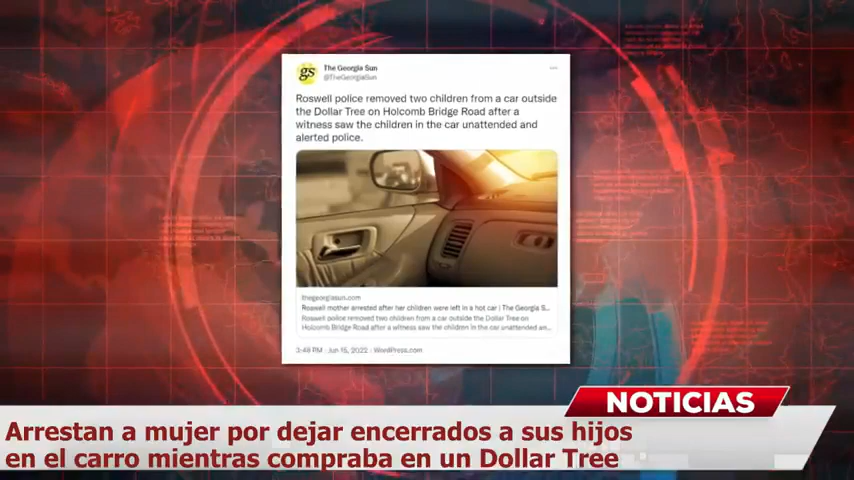 gs
The Georgia Sun
@TheGeorgiaSun
Roswell police removed two children from a car outside
the Dollar Tree on Holcomb Bridge Road after a
witness saw the children in the car unattended and
alerted police.
thegeorgiasun.com
Roswell mother arrested after her children were left in a hot car | The Georgia S...
Roswell police removed two children from a car outside the Dollar Tree on
Holcomb Bridge Road after a witness saw the children in the car unattended an...
3:49 PM · Jun 15, 2022 · WordPress.com
NOTICIAS
Arrestan a mujer por dejar encerrados a sus hijos
en el carro mientras compraba en un Dollar Tree